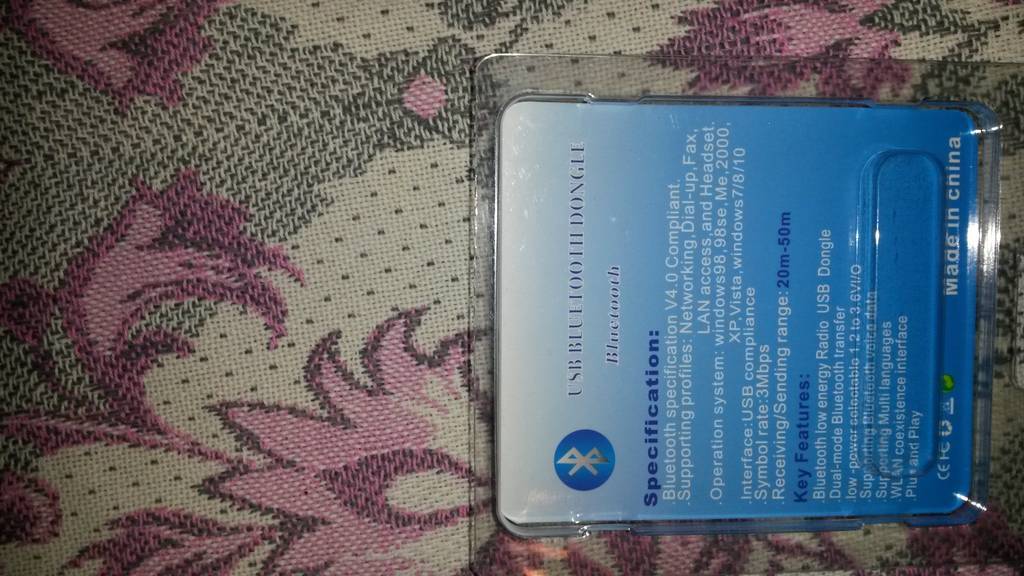 USB BLUETOOTH DONGLE
Bluetooth
Specification:
.Bluetooth specification V4.0 Compliant.
.Supporting profiles: Networking,Dial-up,Fax,
LAN access,and Headset.
.Operation system: windows98,98se,Me,2000,
XP,Vista,windows7/8/10
.Interface:USB compliance
.Symbol rate:3Mbps
.Receiving/Sending range:20m-50m
Key Features:
.Bluetooth low energy Radio USB Dongle
.Dual-mode Bluetooth transfer
.low-power selectable 1.2 to 3.6V I/O
.Supporting Bluetooth voice data
.Supporting Multi languages
.WLAN coexistence interface
.Plug and Play
CE FC
Made in china